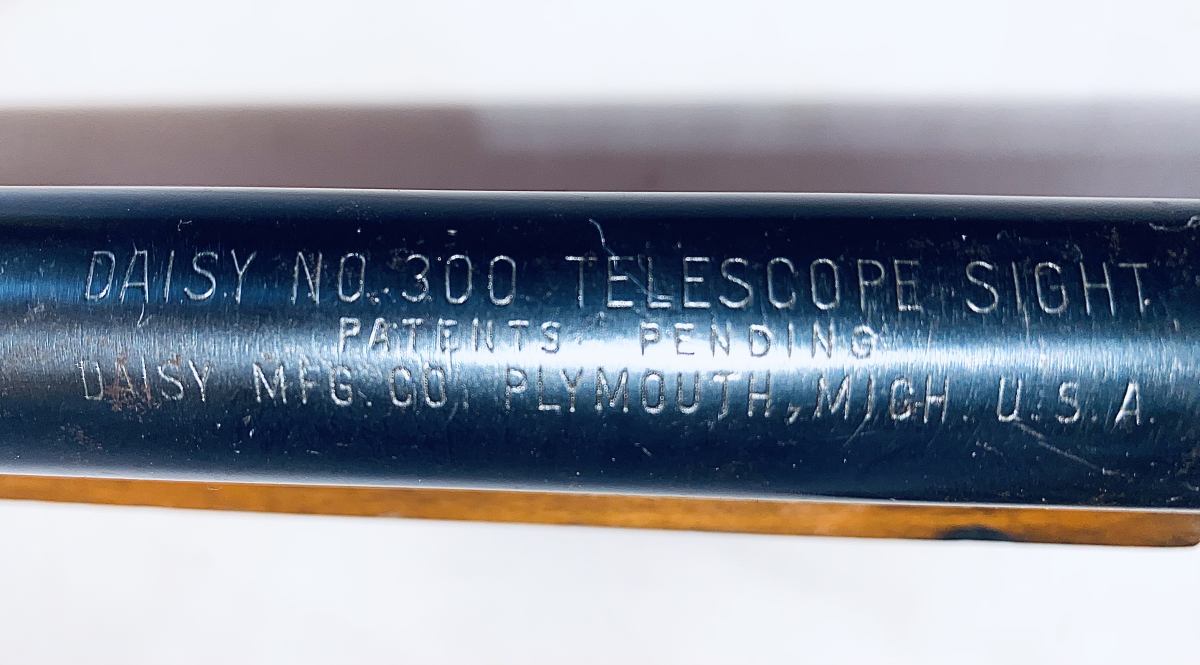 DAISY NO. 300 TELESCOPE SIGHT
PATENTS PENDING
DAISY MFG. CO. PLYMOUTH, MICH. U.S.A.